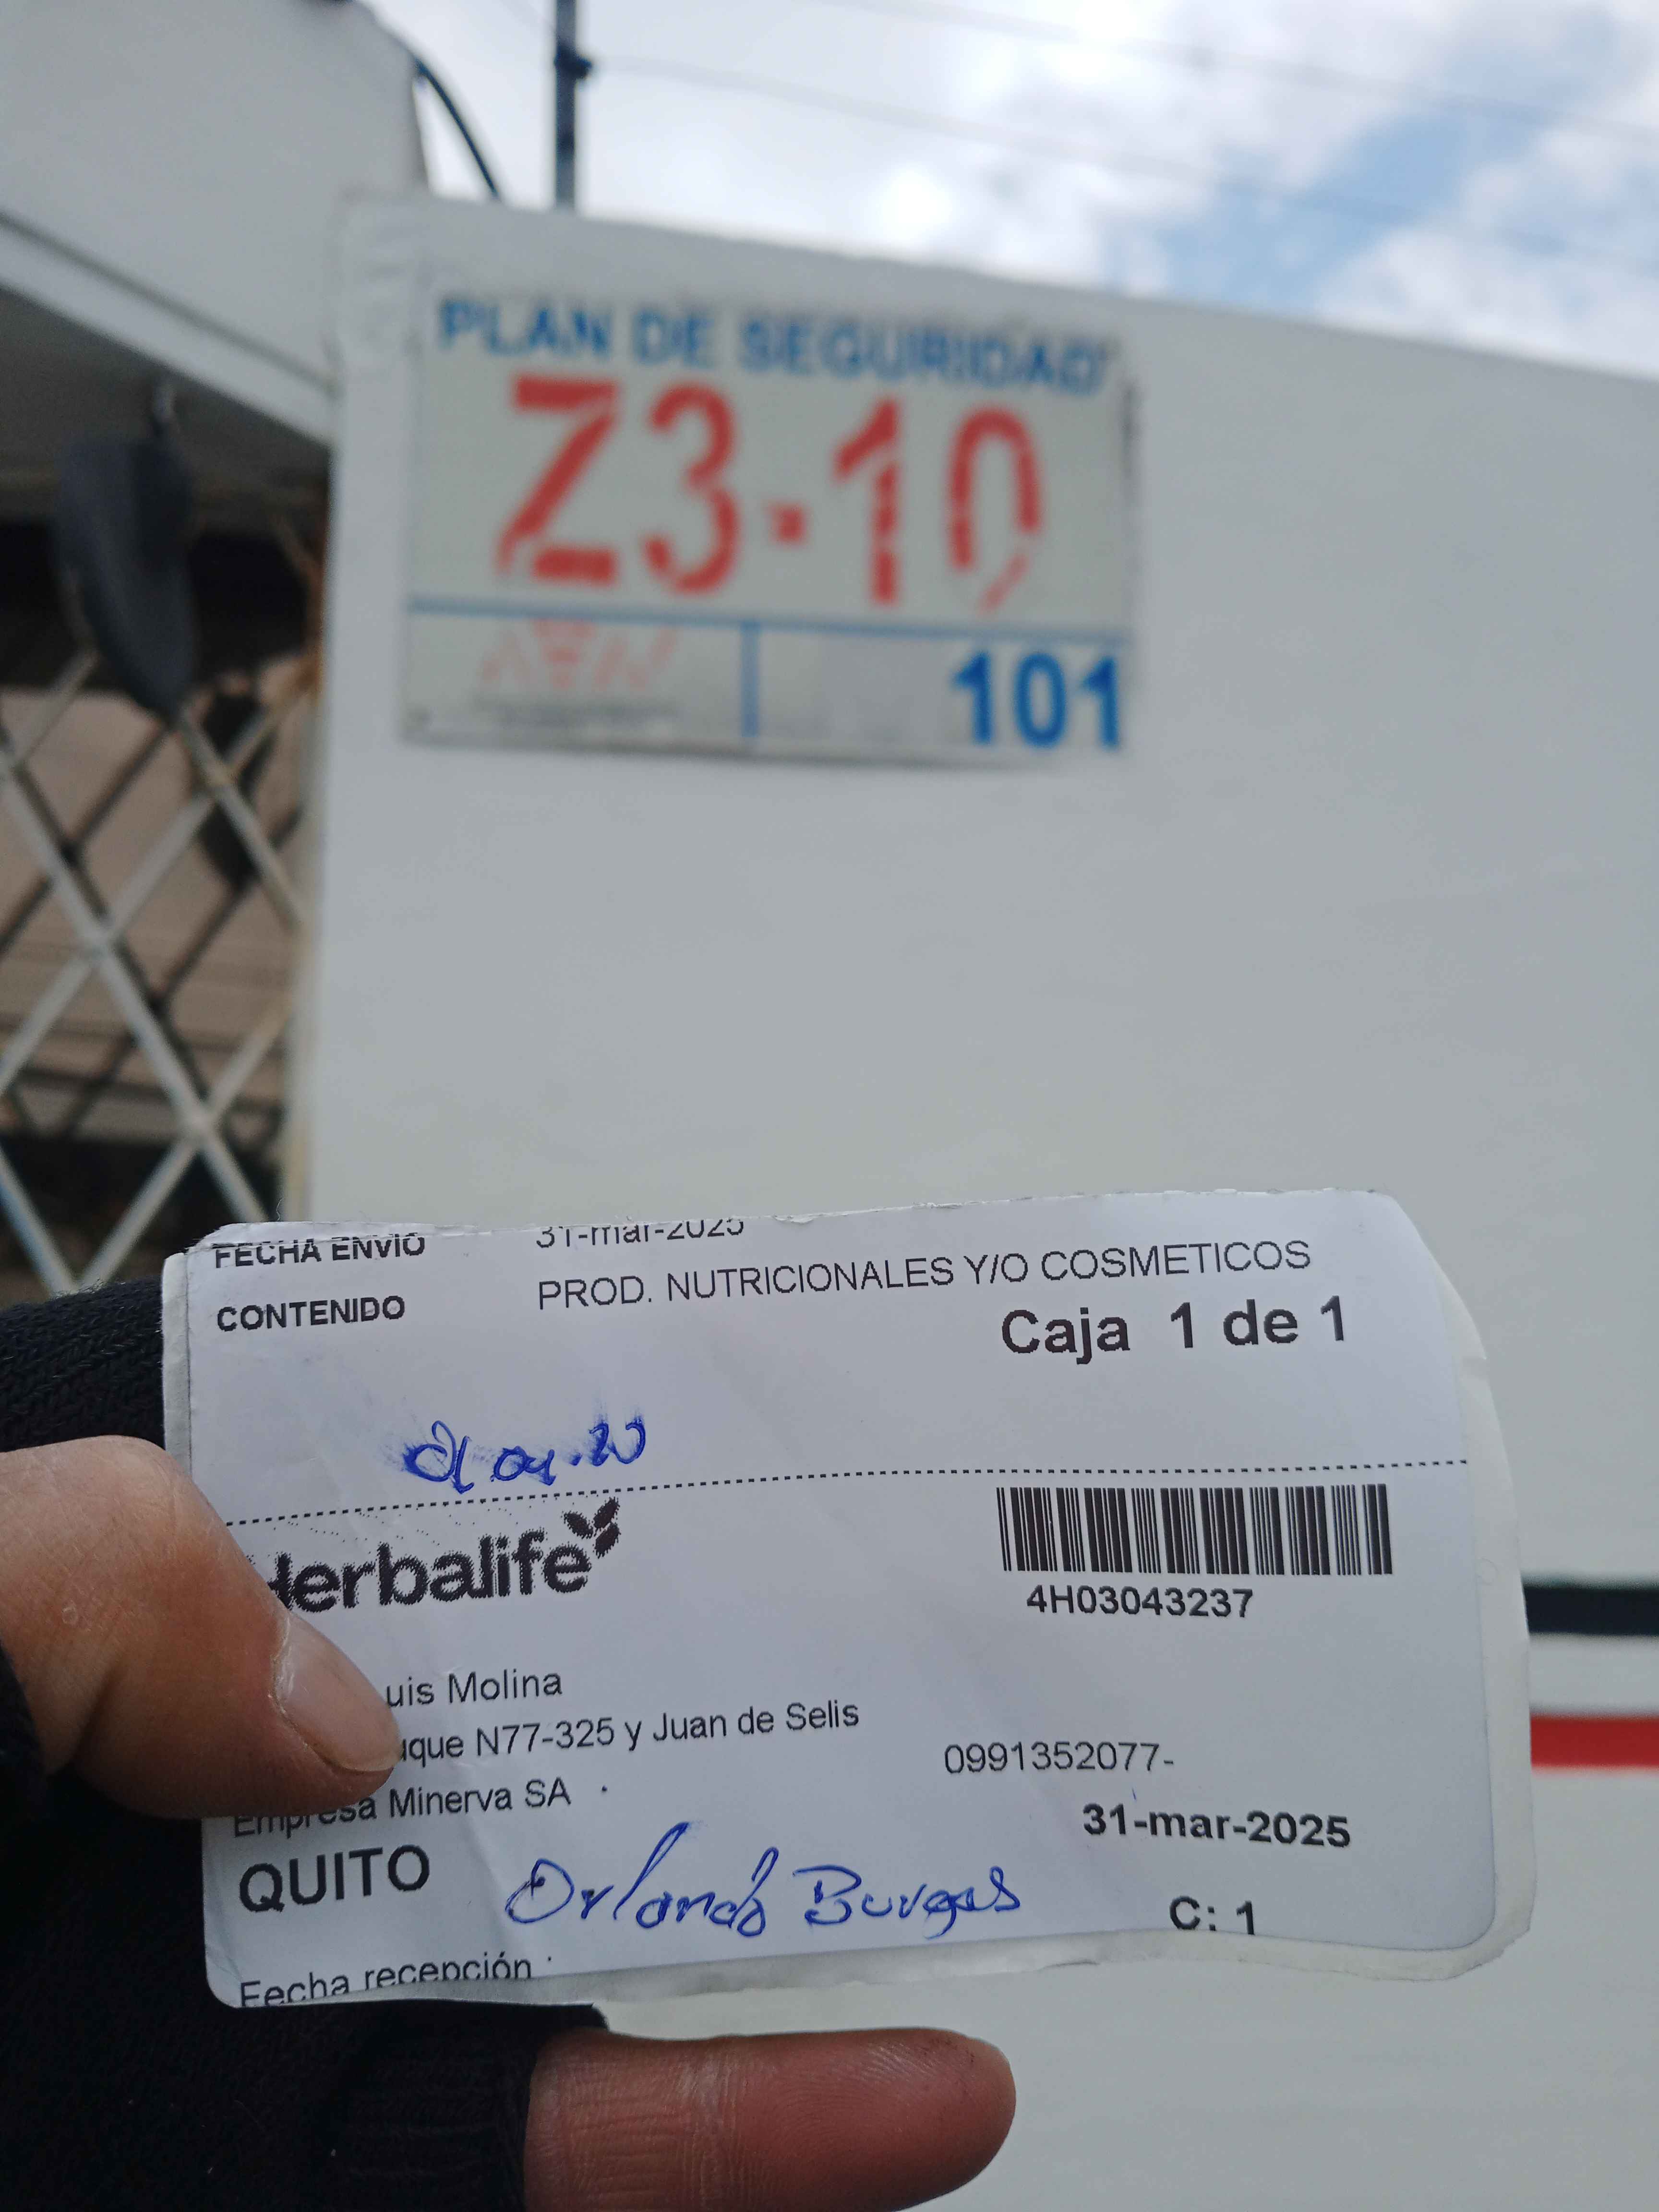 PLAN DE SEGURIDAD
Z3-10
101
FECHA ENVIO 31-mar-2025
CONTENIDO PROD. NUTRICIONALES Y/O COSMETICOS
Caja 1 de 1
Herbalife
4H03043237
uis Molina
uque N77-325 y Juan de Selis
0991352077-
Empresa Minerva SA
31-mar-2025
QUITO
Orlando Burgos
C: 1
Fecha recepción